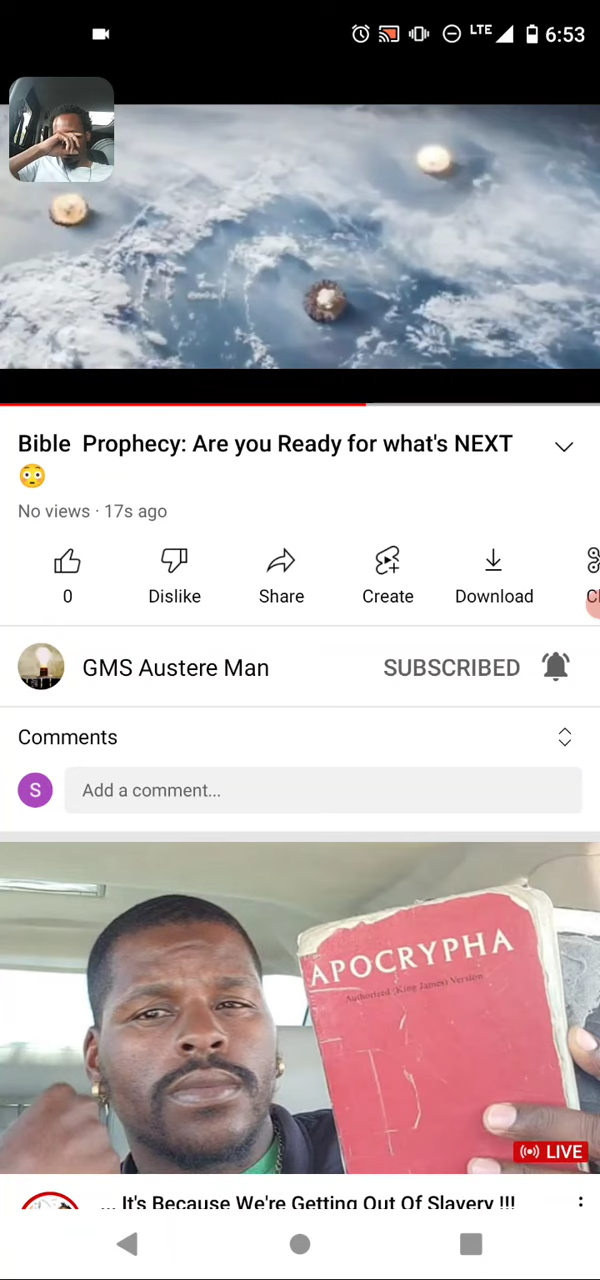 LTE 6:53
Bible Prophecy: Are you Ready for what's NEXT
😳
No views · 17s ago
0 Dislike Share Create Download
GMS Austere Man SUBSCRIBED
Comments
S Add a comment...
APOCRYPHA
Authorized (King James) Version
LIVE
... It's Because We're Getting Out Of Slavery !!!